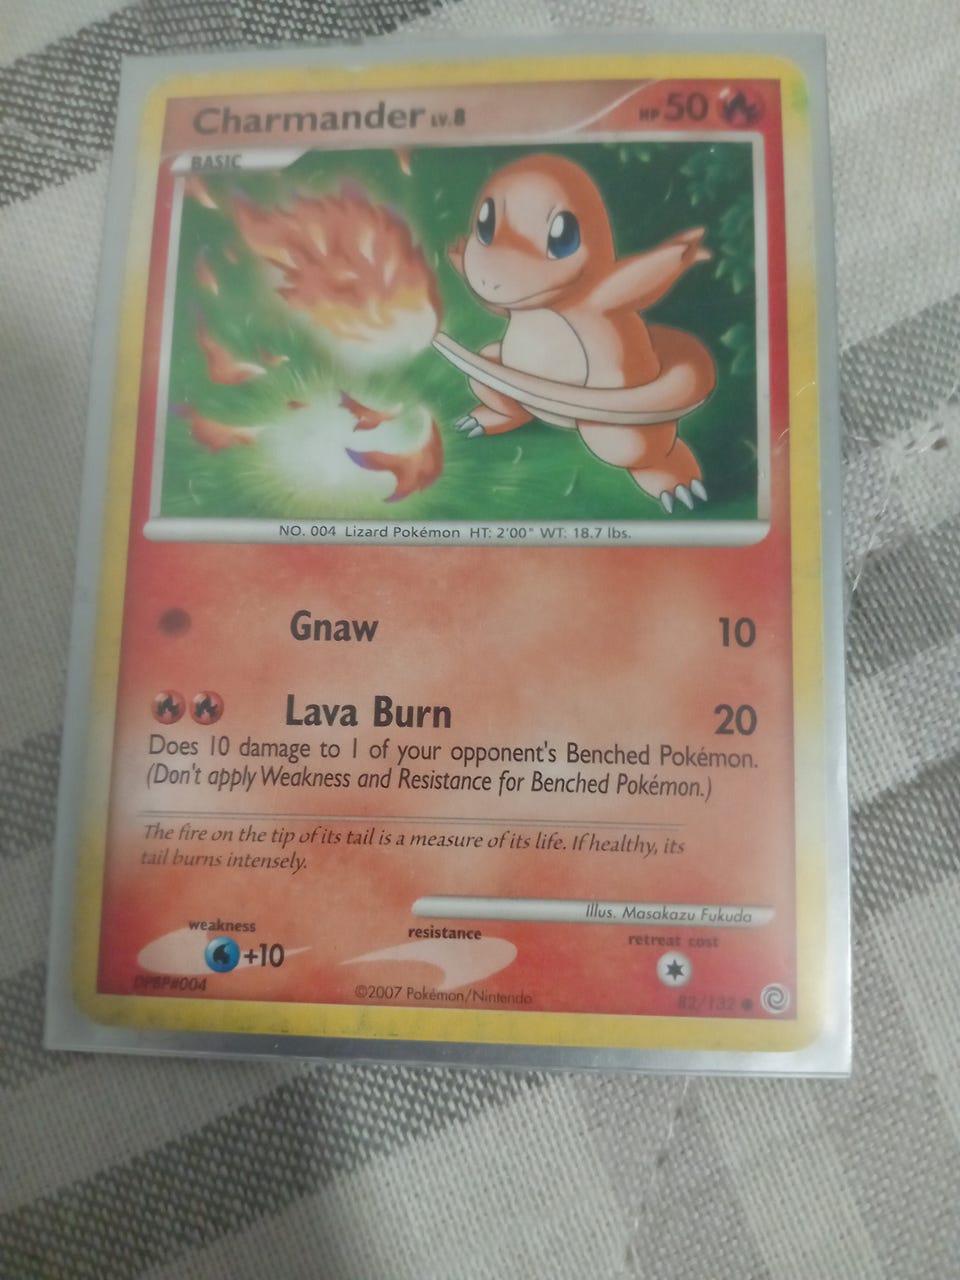 Charmander LV.8 HP 50
BASIC
NO. 004 Lizard Pokémon HT: 2'00" WT: 18.7 lbs.
Gnaw 10
Lava Burn 20
Does 10 damage to 1 of your opponent's Benched Pokémon.
(Don't apply Weakness and Resistance for Benched Pokémon.)
The fire on the tip of its tail is a measure of its life. If healthy, its
tail burns intensely.
Illus. Masakazu Fukuda
weakness resistance retreat cost
+10
DPBP#004
©2007 Pokémon/Nintendo
82/132